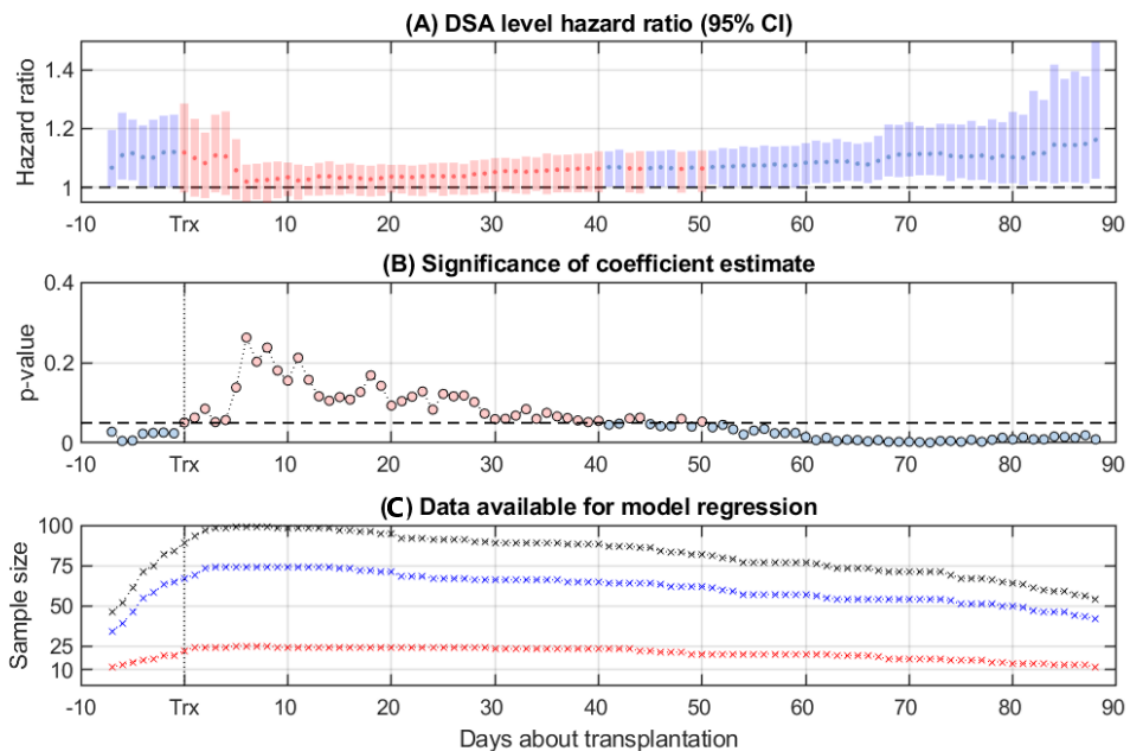 (A) DSA level hazard ratio (95% CI)
Hazard ratio
1.4
1.2
1
-10 Trx 10 20 30 40 50 60 70 80 90
(B) Significance of coefficient estimate
p-value
0.4
0.2
0
-10 Trx 10 20 30 40 50 60 70 80 90
(C) Data available for model regression
Sample size
100
75
50
25
10
-10 Trx 10 20 30 40 50 60 70 80 90
Days about transplantation